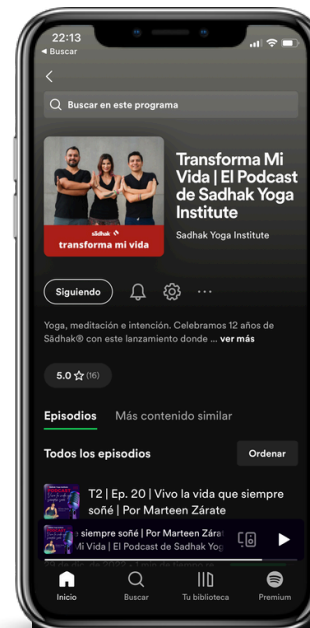 22:13
◀ Buscar
Buscar en este programa
Transforma Mi
Vida | El Podcast
de Sadhak Yoga
Institute
Sadhak Yoga Institute
sādhak
transforma mi vida
Siguiendo
Yoga, meditación e intención. Celebramos 12 años de
Sādhak® con este lanzamiento donde ... ver más
5.0 ☆ (16)
Episodios Más contenido similar
Todos los episodios Ordenar
T2 | Ep. 20 | Vivo la vida que siempre
soñé | Por Marteen Zárate
PODCAST
siempre soñé | Por Marteen Zárat
Mi Vida | El Podcast de Sadhak Yog
Inicio Buscar Tu biblioteca Premium